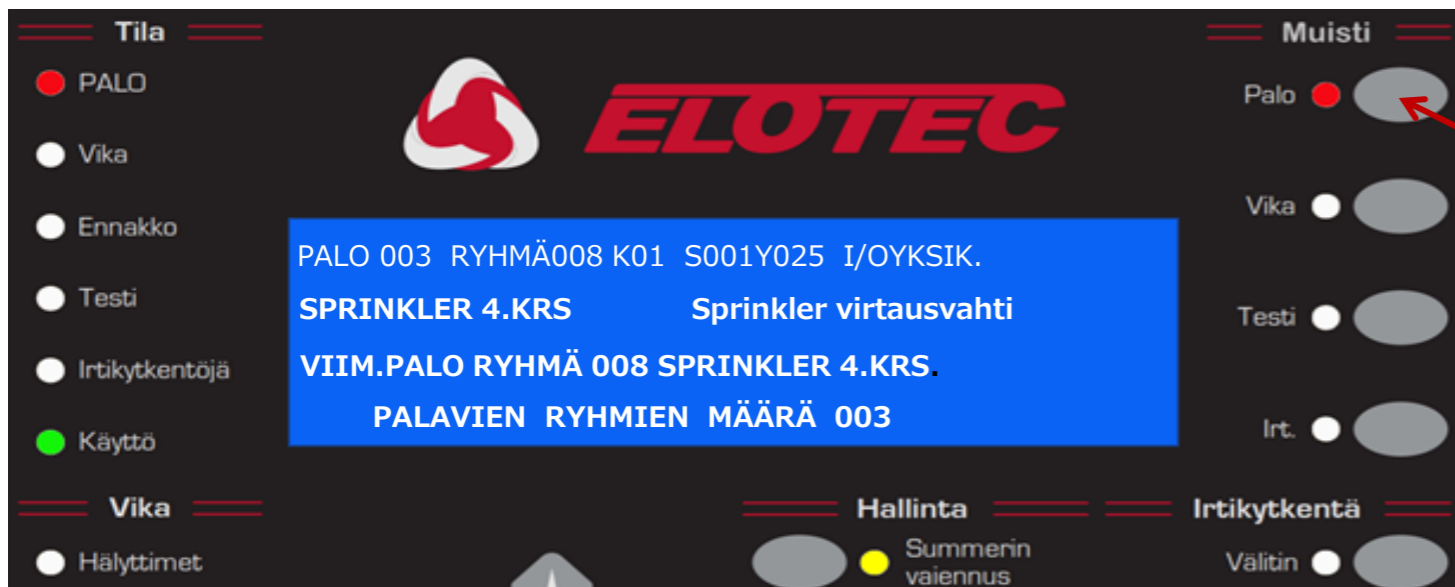 Tila
PALO
Vika
Ennakko
Testi
Irtikytkentöjä
Käyttö
ELOTEC
PALO 003 RYHMÄ008 K01 S001Y025 I/OYKSIK.
SPRINKLER 4.KRS Sprinkler virtausvahti
VIIM.PALO RYHMÄ 008 SPRINKLER 4.KRS.
PALAVIEN RYHMIEN MÄÄRÄ 003
Muisti
Palo
Vika
Testi
Irt.
Vika
Hälyttimet
Hallinta
Summerin
vaiennus
Irtikytkentä
Välitin